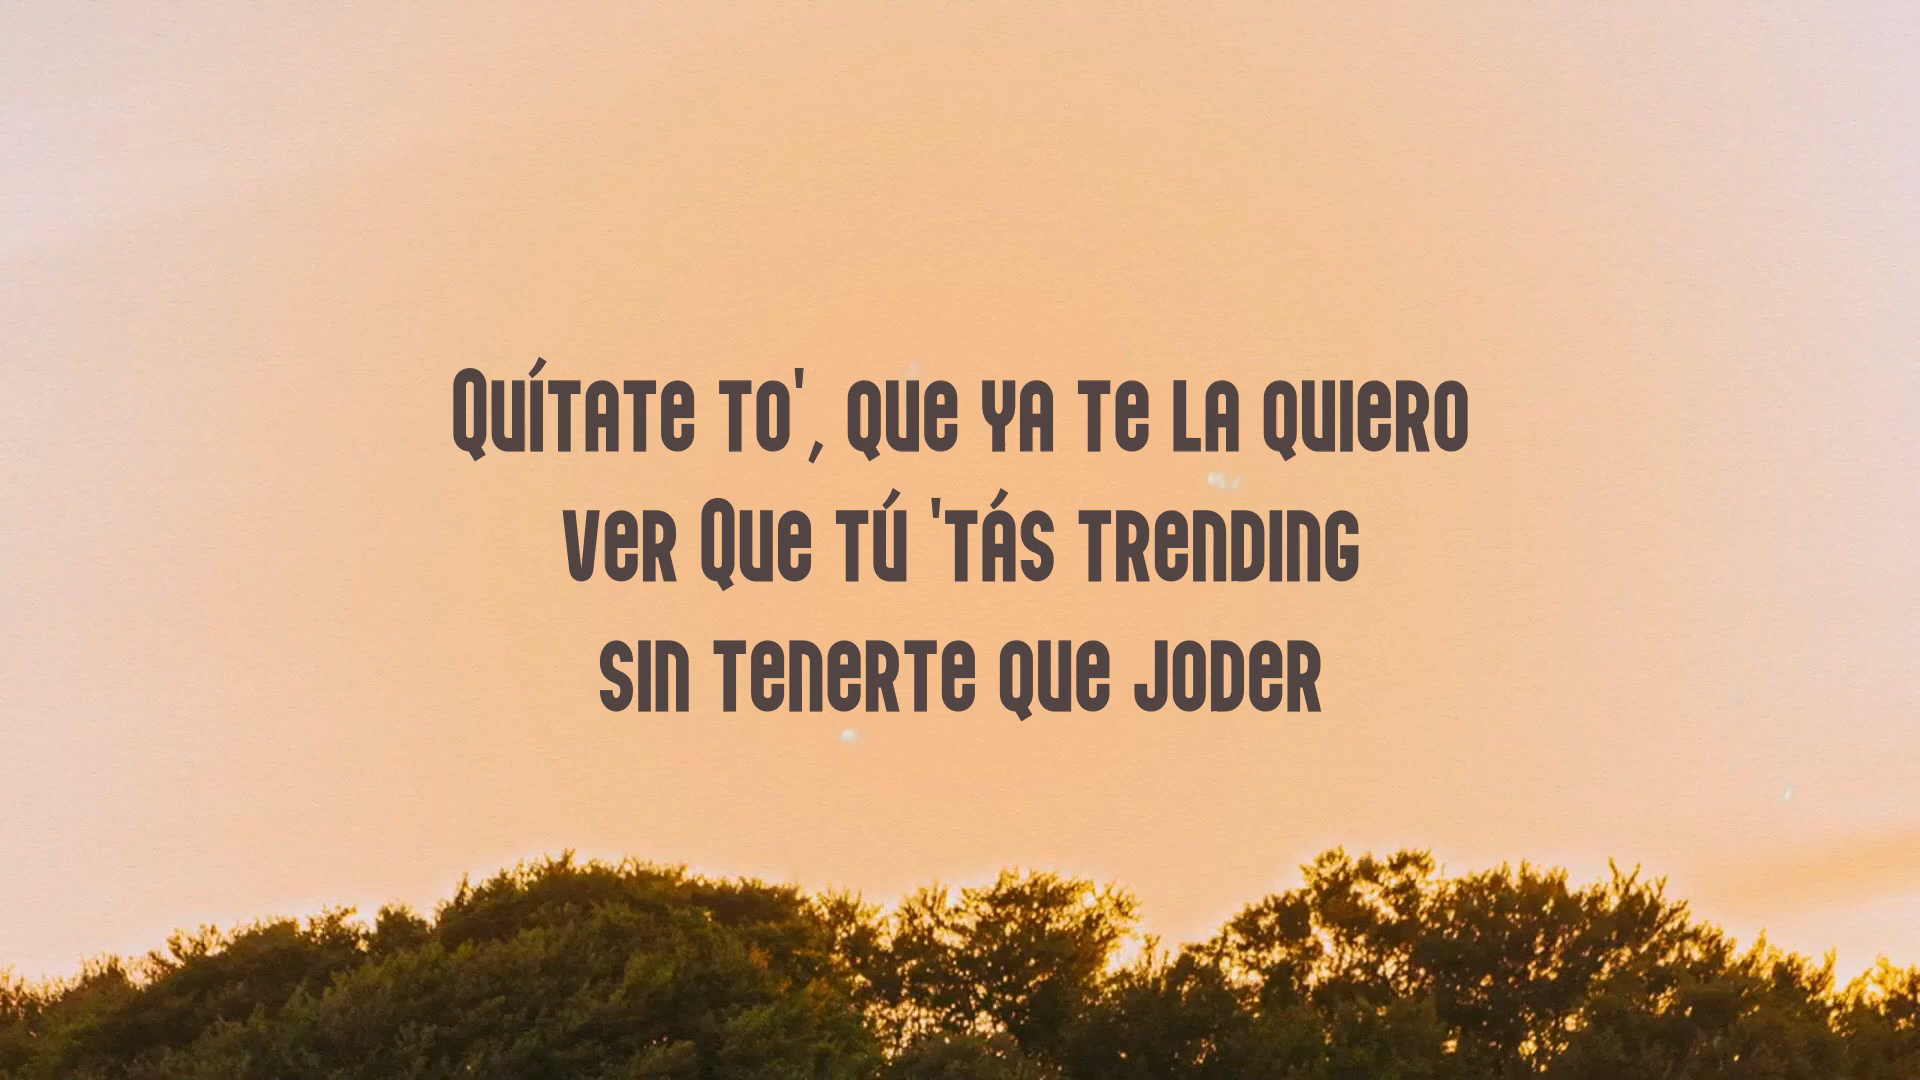 Quítate to', que ya te la quiero
ver Que tú 'tás trending
sin tenerte que joder